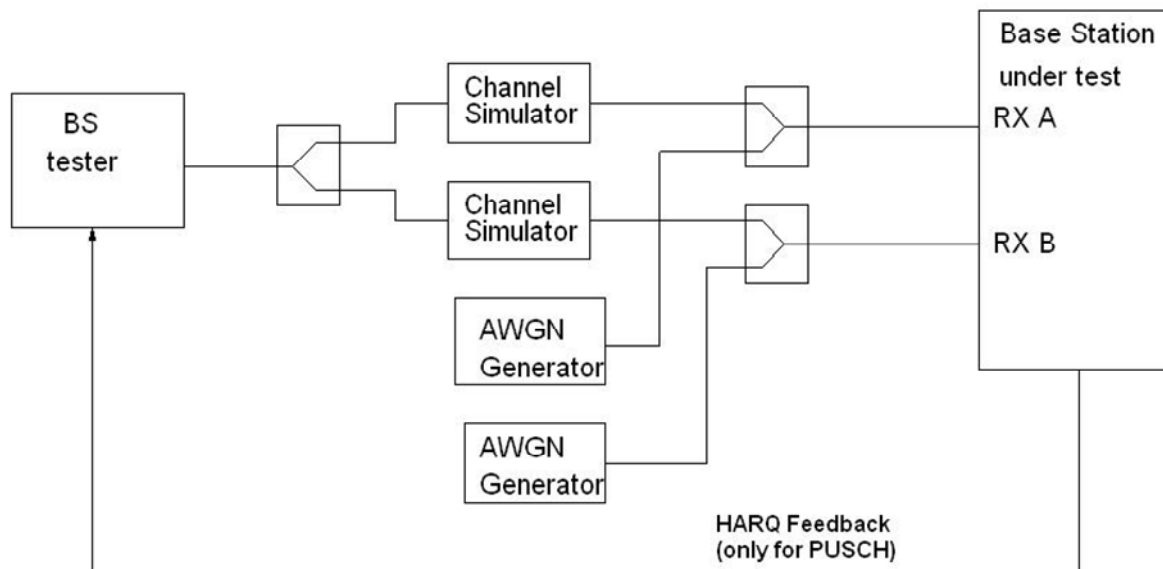 BS
tester
Channel
Simulator
Channel
Simulator
AWGN
Generator
AWGN
Generator
Base Station
under test
RX A
RX B
HARQ Feedback
(only for PUSCH)